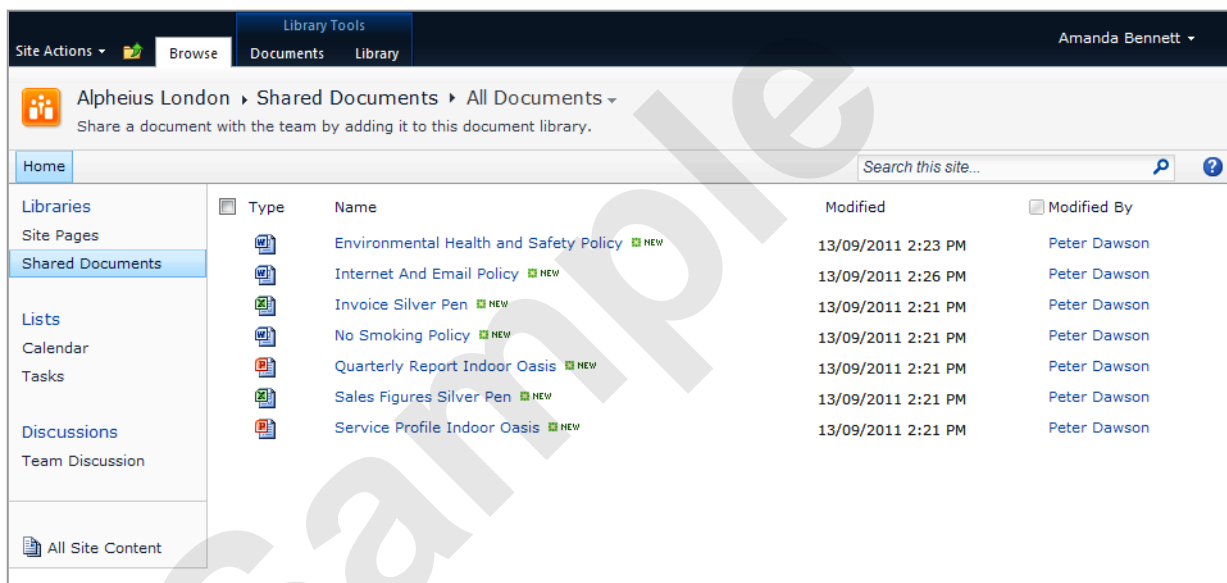 Library Tools
Site Actions Browse Documents Library Amanda Bennett
Alpheius London Shared Documents All Documents
Share a document with the team by adding it to this document library.
Home Search this site...
Libraries Type Name Modified Modified By
Site Pages Environmental Health and Safety Policy NEW 13/09/2011 2:23 PM Peter Dawson
Shared Documents Internet And Email Policy NEW 13/09/2011 2:26 PM Peter Dawson
Invoice Silver Pen NEW 13/09/2011 2:21 PM Peter Dawson
Lists
No Smoking Policy NEW 13/09/2011 2:21 PM Peter Dawson
Calendar
Quarterly Report Indoor Oasis NEW 13/09/2011 2:21 PM Peter Dawson
Tasks
Sales Figures Silver Pen NEW 13/09/2011 2:21 PM Peter Dawson
Discussions Service Profile Indoor Oasis NEW 13/09/2011 2:21 PM Peter Dawson
Team Discussion
All Site Content
Sample